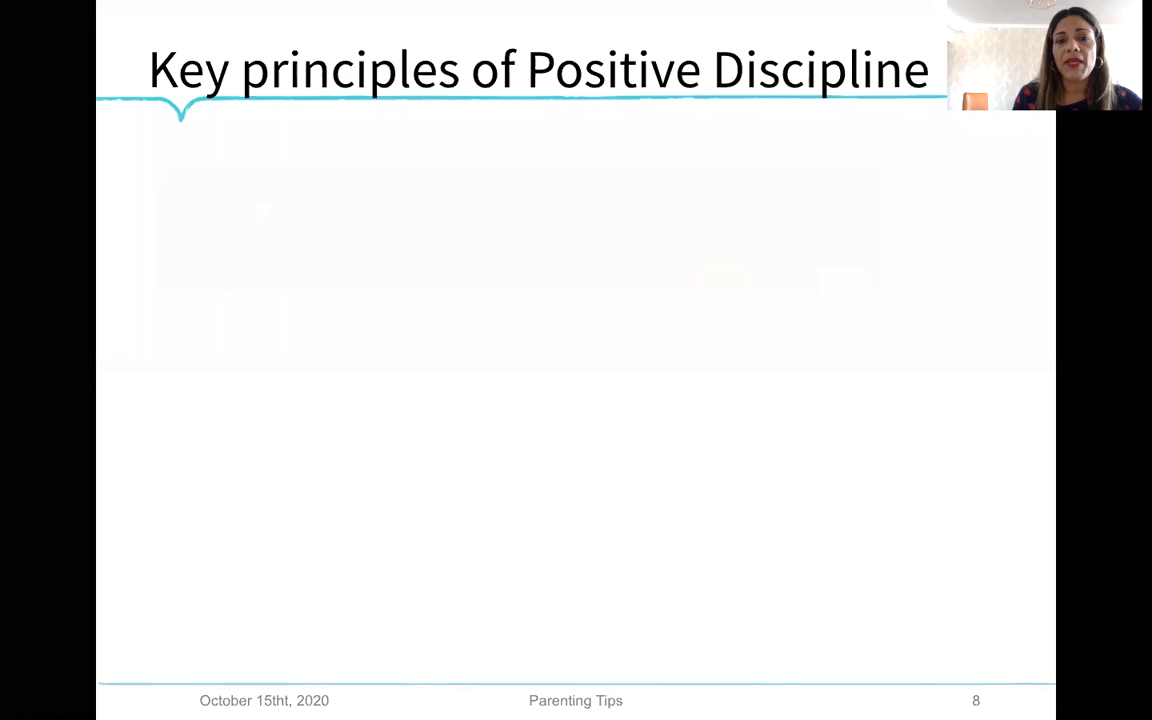 Key principles of Positive Discipline
October 15tht, 2020
Parenting Tips
8